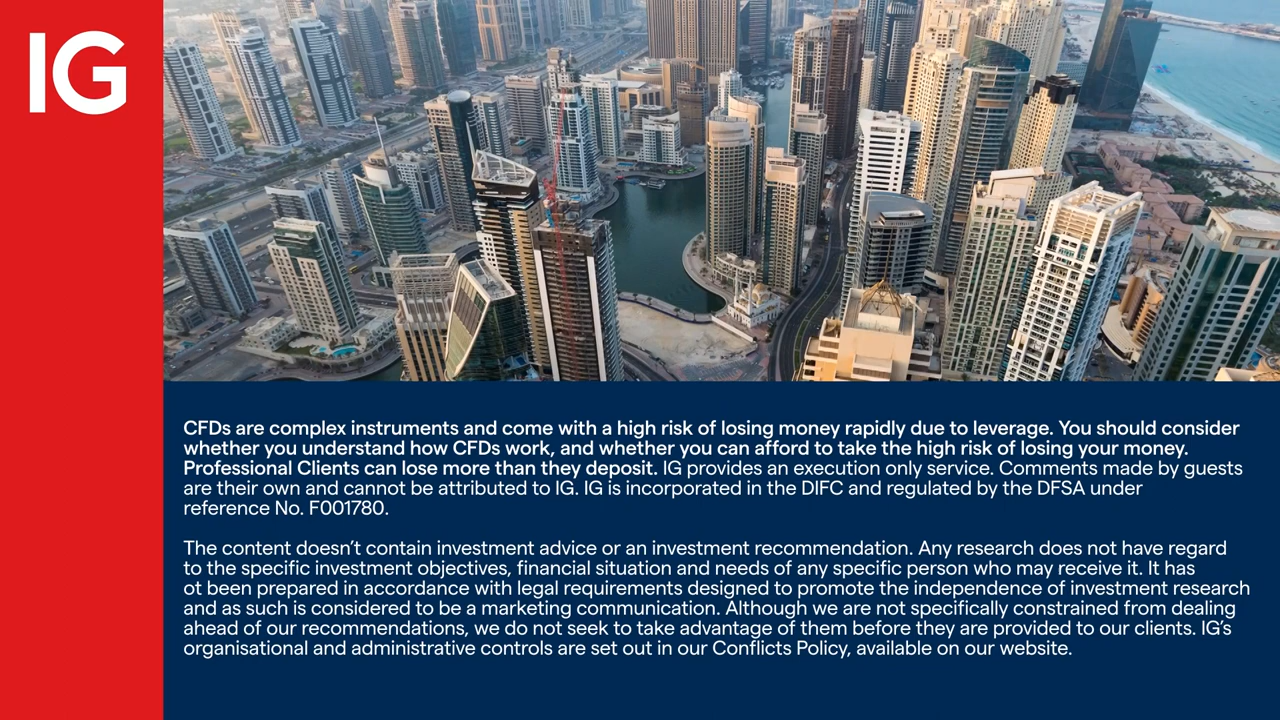 IG
CFDs are complex instruments and come with a high risk of losing money rapidly due to leverage. You should consider
whether you understand how CFDs work, and whether you can afford to take the high risk of losing your money.
Professional Clients can lose more than they deposit. IG provides an execution only service. Comments made by guests
are their own and cannot be attributed to IG. IG is incorporated in the DIFC and regulated by the DFSA under
reference No. F001780.
The content doesn’t contain investment advice or an investment recommendation. Any research does not have regard
to the specific investment objectives, financial situation and needs of any specific person who may receive it. It has
ot been prepared in accordance with legal requirements designed to promote the independence of investment research
and as such is considered to be a marketing communication. Although we are not specifically constrained from dealing
ahead of our recommendations, we do not seek to take advantage of them before they are provided to our clients. IG’s
organisational and administrative controls are set out in our Conflicts Policy, available on our website.